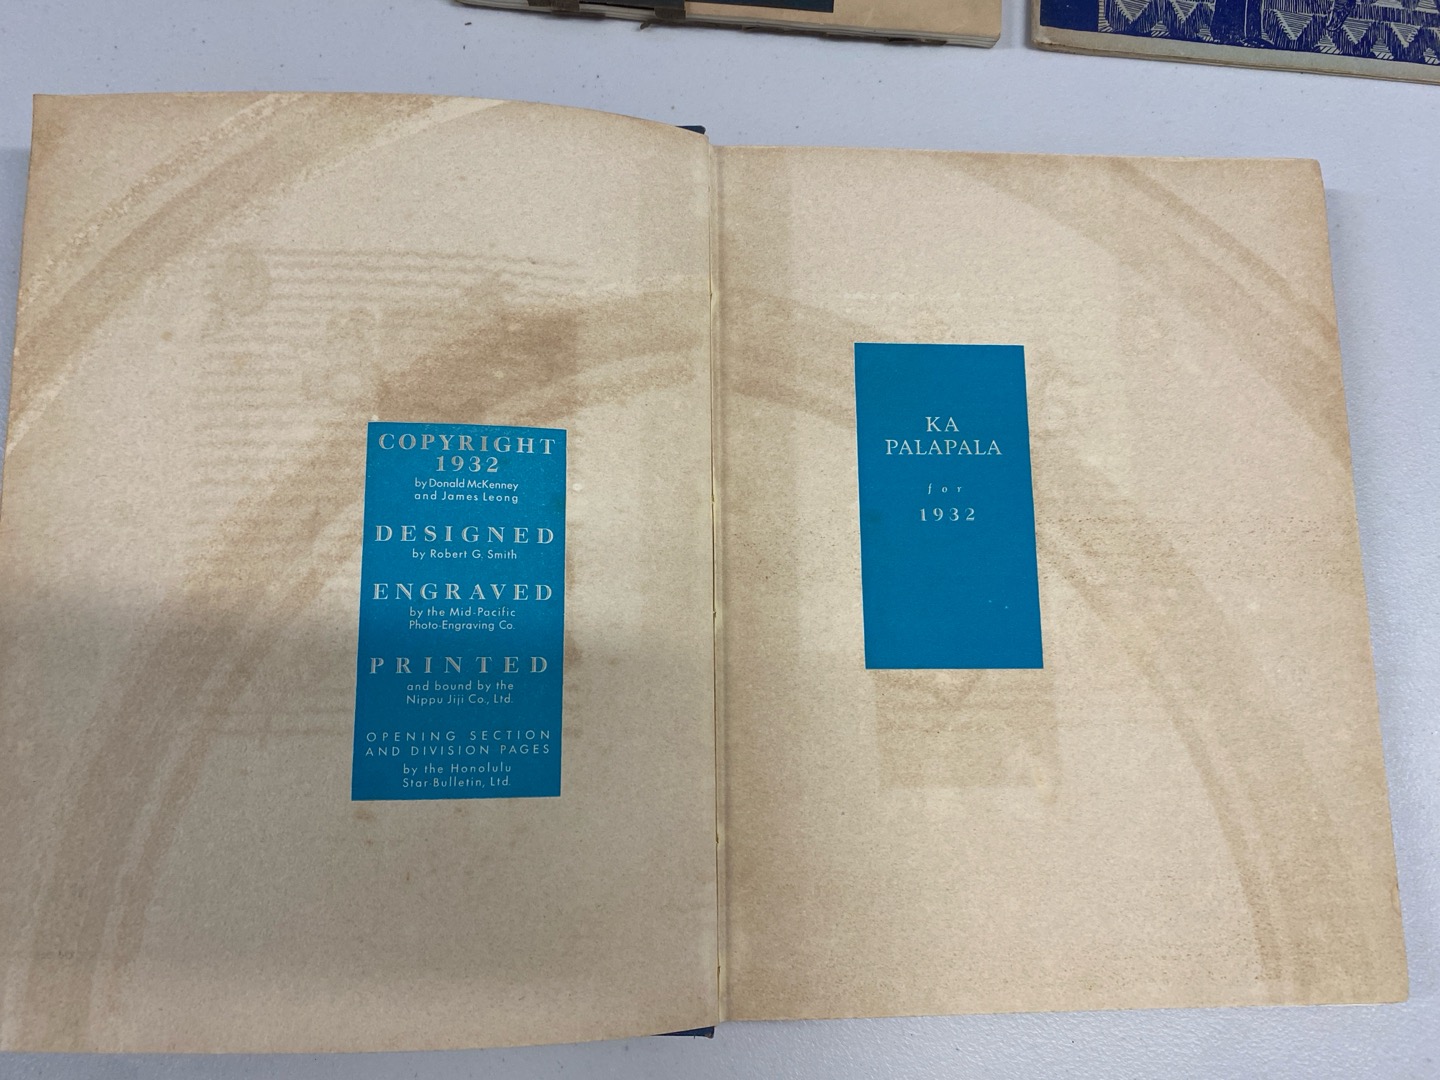 COPYRIGHT
1932
by Donald McKenney
and James Leong
DESIGNED
by Robert G. Smith
ENGRAVED
by the Mid-Pacific
Photo-Engraving Co.
PRINTED
and bound by the
Nippu Jiji Co., Ltd.
OPENING SECTION
AND DIVISION PAGES
by the Honolulu
Star-Bulletin, Ltd.
KA
PALAPALA
for
1932